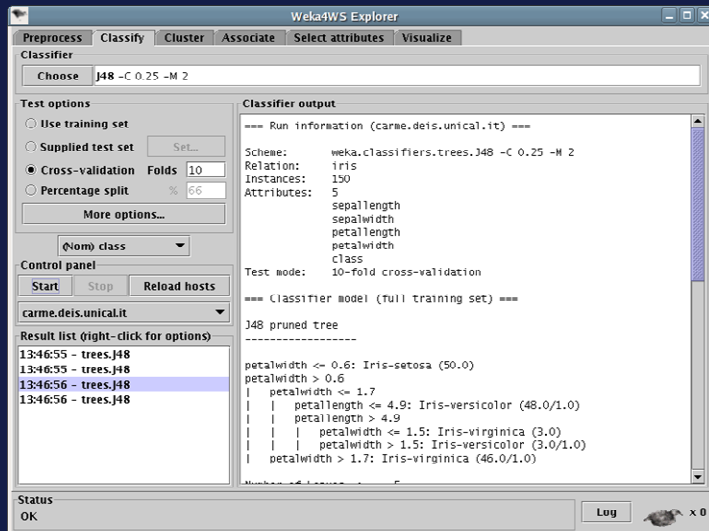 Weka4WS Explorer
Preprocess Classify Cluster Associate Select attributes Visualize
Classifier
Choose J48 -C 0.25 -M 2
Test options
Use training set
Supplied test set Set...
Cross-validation Folds 10
Percentage split % 66
More options...
(Nom) class
Control panel
Start Stop Reload hosts
carme.deis.unical.it
Result list (right-click for options)
13:46:55 - trees.J48
13:46:55 - trees.J48
13:46:56 - trees.J48
13:46:56 - trees.J48
Classifier output
=== Run information (carme.deis.unical.it) ===
Scheme: weka.classifiers.trees.J48 -C 0.25 -M 2
Relation: iris
Instances: 150
Attributes: 5
sepallength
sepalwidth
petallength
petalwidth
class
Test mode: 10-fold cross-validation
=== Classifier model (full training set) ===
J48 pruned tree
------------------
petalwidth <= 0.6: Iris-setosa (50.0)
petalwidth > 0.6
| petalwidth <= 1.7
| | petallength <= 4.9: Iris-versicolor (48.0/1.0)
| | petallength > 4.9
| | | petalwidth <= 1.5: Iris-virginica (3.0)
| | | petalwidth > 1.5: Iris-versicolor (3.0/1.0)
| petalwidth > 1.7: Iris-virginica (46.0/1.0)
Number of Leaves : 5
Status
OK
Log x 0